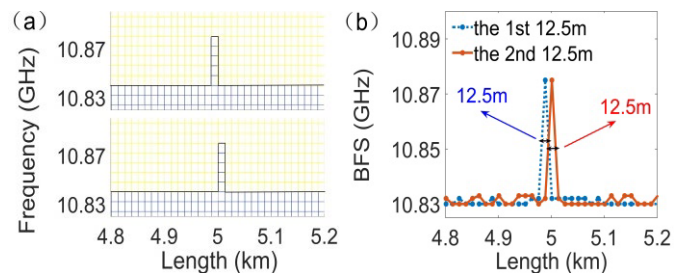 (a)
Frequency (GHz)
10.87
10.83
10.87
10.83
4.8 4.9 5 5.1 5.2
Length (km)
(b)
BFS (GHz)
10.89
10.87
10.85
10.83
the 1st 12.5m
the 2nd 12.5m
12.5m
12.5m
4.8 4.9 5 5.1 5.2
Length (km)